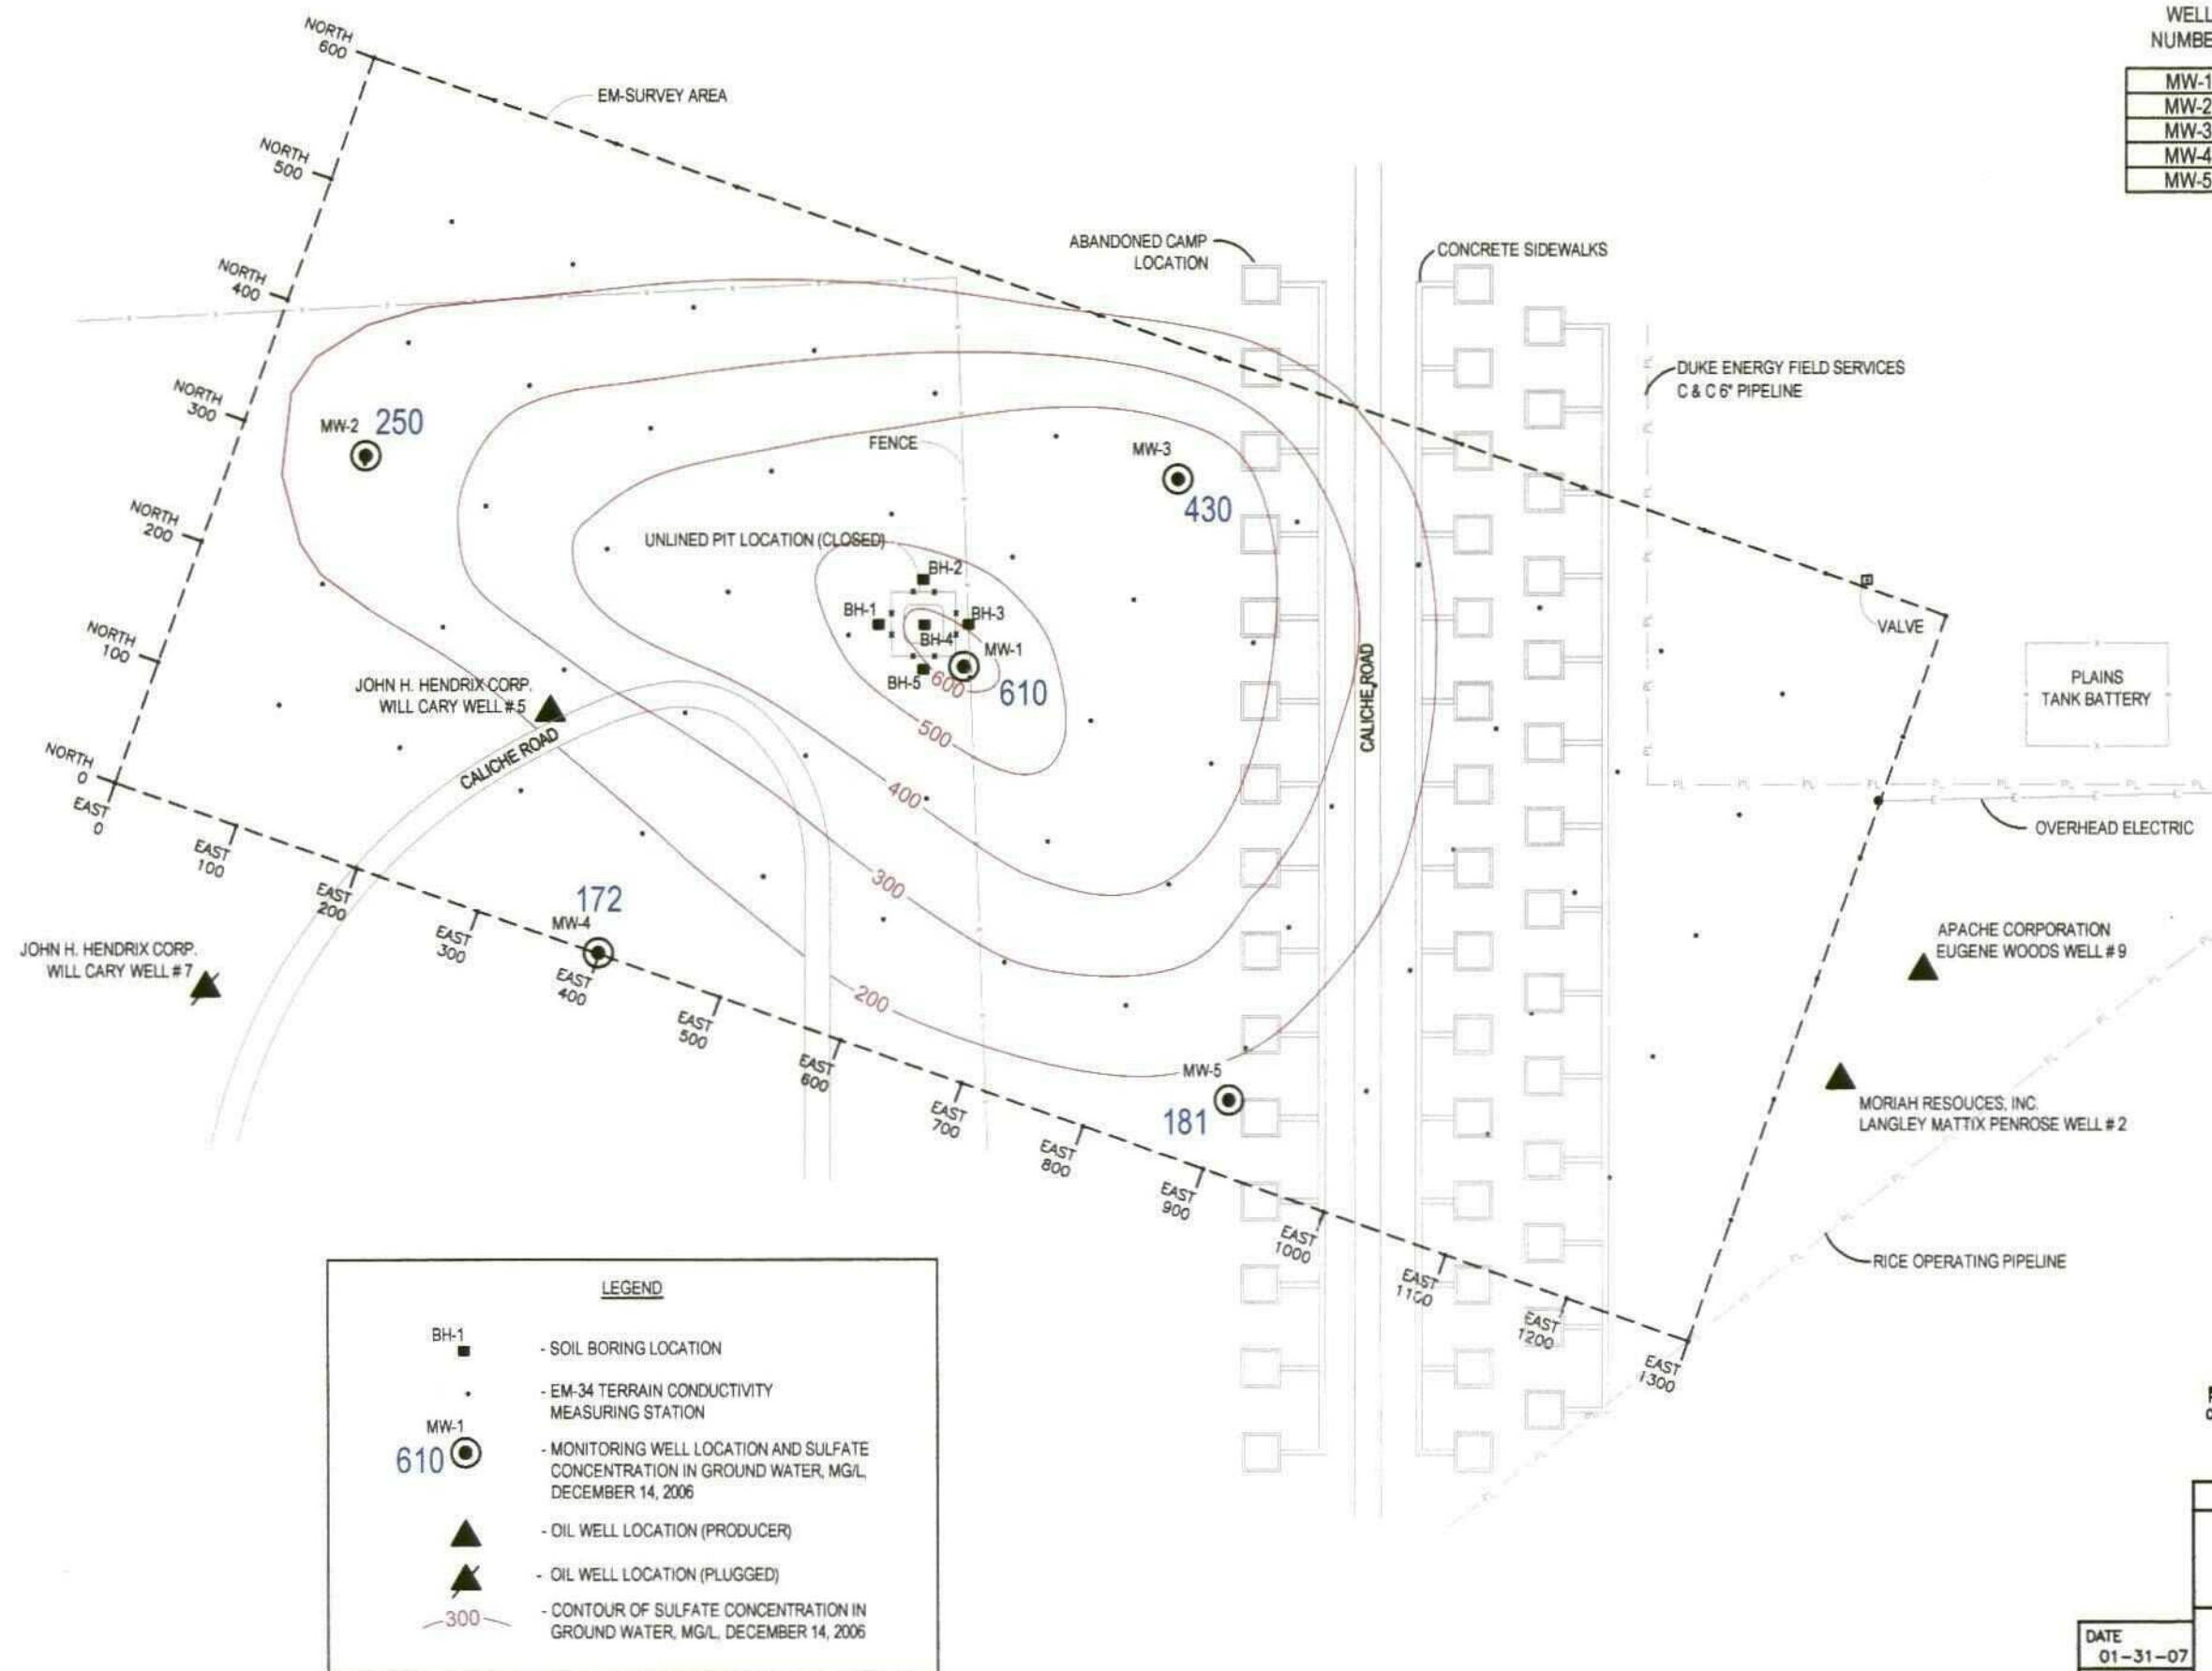 WELL
NUMBE
MW-1
MW-2
MW-3
MW-4
MW-5
NORTH
600
NORTH
500
NORTH
400
NORTH
300
NORTH
200
NORTH
100
NORTH
0
EAST
0
EAST
100
EAST
200
EAST
300
EAST
400
EAST
500
EAST
600
EAST
700
EAST
800
EAST
900
EAST
1000
EAST
1100
EAST
1200
EAST
1300
EM-SURVEY AREA
ABANDONED CAMP
LOCATION
CONCRETE SIDEWALKS
DUKE ENERGY FIELD SERVICES
C & C 6" PIPELINE
MW-2 250
FENCE
MW-3
430
UNLINED PIT LOCATION (CLOSED)
BH-2
BH-1
BH-3
BH-4
MW-1
BH-5
600
610
500
400
300
200
JOHN H. HENDRIX CORP.
WILL CARY WELL #5
CALICHE ROAD
CALICHE ROAD
VALVE
PLAINS
TANK BATTERY
OVERHEAD ELECTRIC
172
MW-4
JOHN H. HENDRIX CORP.
WILL CARY WELL #7
MW-5
181
APACHE CORPORATION
EUGENE WOODS WELL #9
MORIAH RESOUCES, INC.
LANGLEY MATTIX PENROSE WELL #2
RICE OPERATING PIPELINE
LEGEND
BH-1
- SOIL BORING LOCATION
- EM-34 TERRAIN CONDUCTIVITY
MEASURING STATION
MW-1
610
- MONITORING WELL LOCATION AND SULFATE
CONCENTRATION IN GROUND WATER, MG/L,
DECEMBER 14, 2006
- OIL WELL LOCATION (PRODUCER)
- OIL WELL LOCATION (PLUGGED)
300
- CONTOUR OF SULFATE CONCENTRATION IN
GROUND WATER, MG/L, DECEMBER 14, 2006
DATE
01-31-07